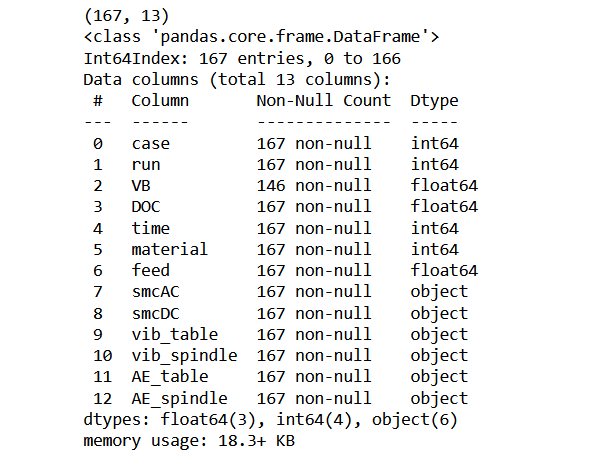 (167, 13)
<class 'pandas.core.frame.DataFrame'>
Int64Index: 167 entries, 0 to 166
Data columns (total 13 columns):
 #   Column       Non-Null Count  Dtype
---  ------       --------------  -----
 0   case         167 non-null    int64
 1   run          167 non-null    int64
 2   VB           146 non-null    float64
 3   DOC          167 non-null    float64
 4   time         167 non-null    int64
 5   material     167 non-null    int64
 6   feed         167 non-null    float64
 7   smcAC        167 non-null    object
 8   smcDC        167 non-null    object
 9   vib_table    167 non-null    object
 10  vib_spindle  167 non-null    object
 11  AE_table     167 non-null    object
 12  AE_spindle   167 non-null    object
dtypes: float64(3), int64(4), object(6)
memory usage: 18.3+ KB